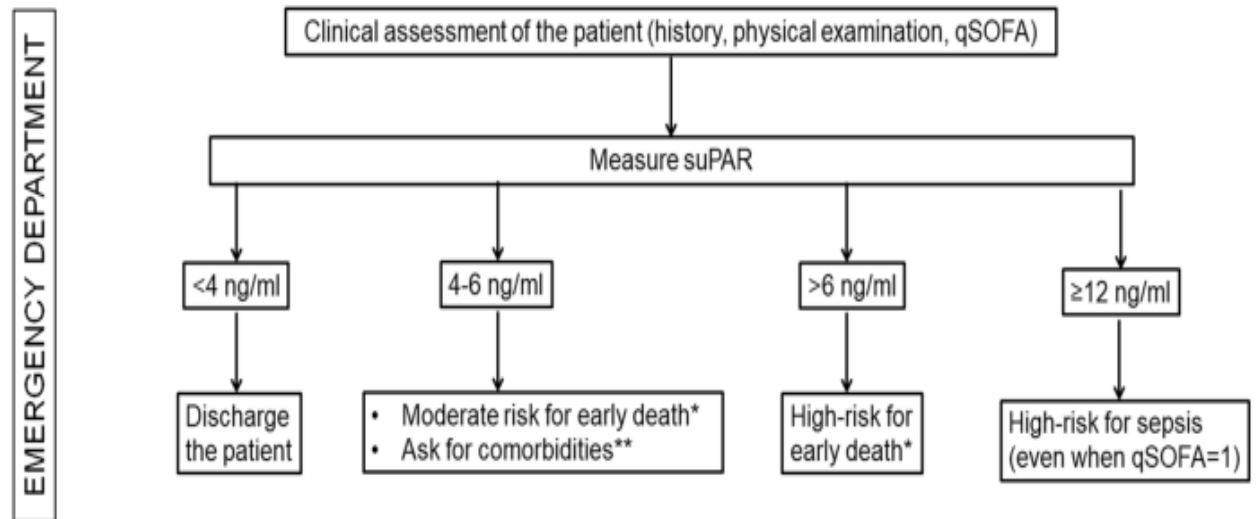 EMERGENCY DEPARTMENT
Clinical assessment of the patient (history, physical examination, qSOFA)
Measure suPAR
<4 ng/ml
4-6 ng/ml
>6 ng/ml
≥12 ng/ml
Discharge
the patient
• Moderate risk for early death*
• Ask for comorbidities**
High-risk for
early death*
High-risk for sepsis
(even when qSOFA=1)